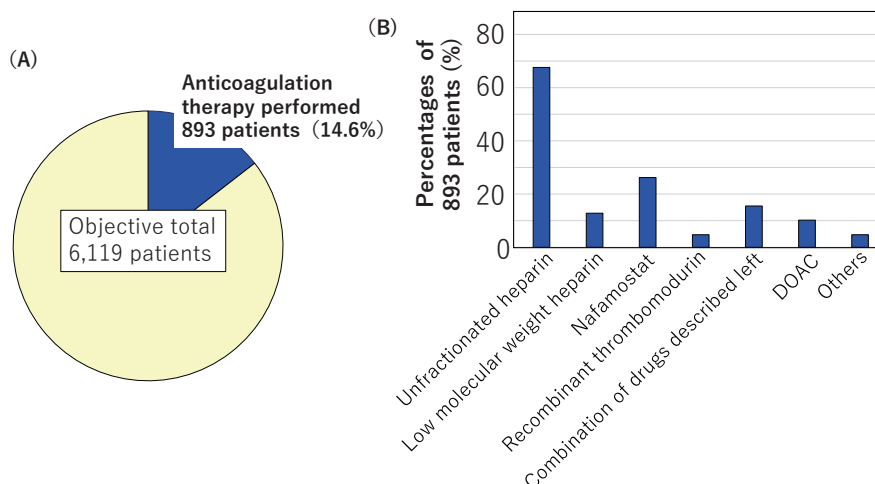 (A)
Anticoagulation
therapy performed
893 patients（14.6%）
Objective total
6,119 patients
(B)
Percentages of
893 patients (%)
80
60
40
20
0
Unfractionated heparin
Low molecular weight heparin
Nafamostat
Recombinant thrombomodurin
Combination of drugs described left
DOAC
Others